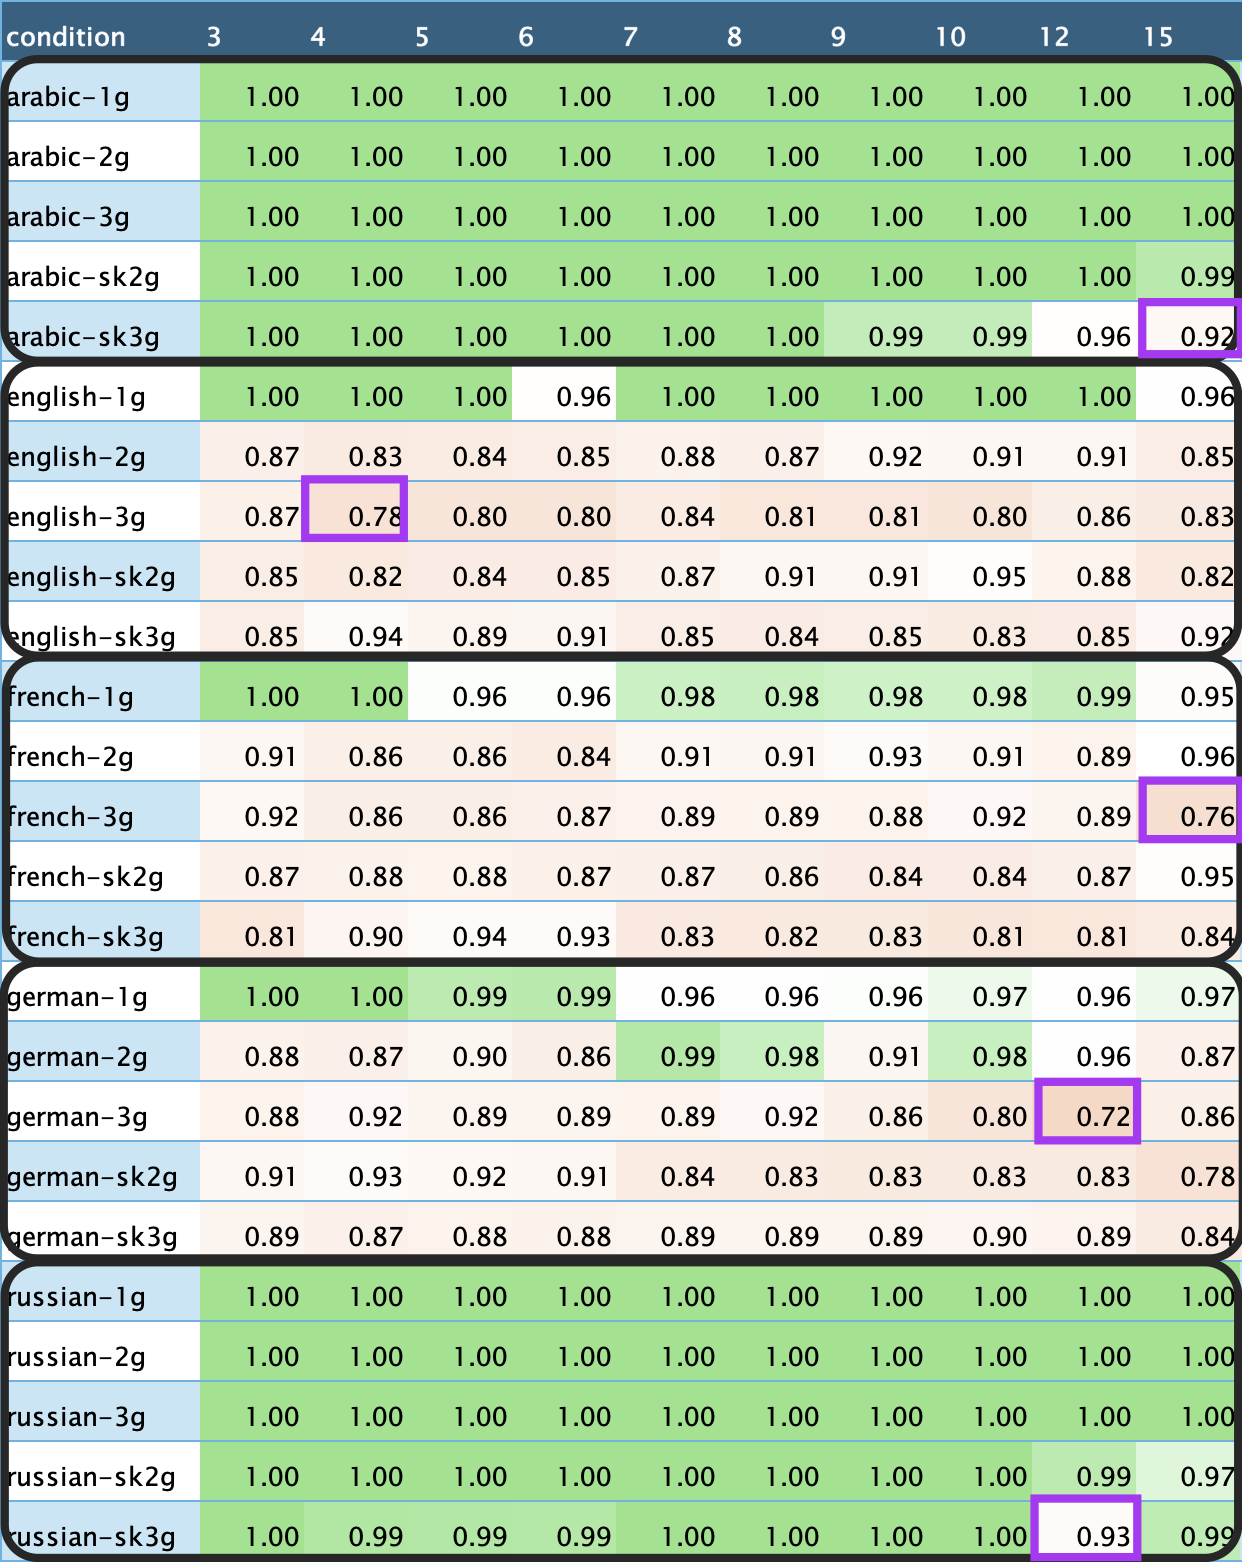 condition 3 4 5 6 7 8 9 10 12 15
arabic-1g 1.00 1.00 1.00 1.00 1.00 1.00 1.00 1.00 1.00 1.00
arabic-2g 1.00 1.00 1.00 1.00 1.00 1.00 1.00 1.00 1.00 1.00
arabic-3g 1.00 1.00 1.00 1.00 1.00 1.00 1.00 1.00 1.00 1.00
arabic-sk2g 1.00 1.00 1.00 1.00 1.00 1.00 1.00 1.00 1.00 0.99
arabic-sk3g 1.00 1.00 1.00 1.00 1.00 1.00 0.99 0.99 0.96 0.92
english-1g 1.00 1.00 1.00 0.96 1.00 1.00 1.00 1.00 1.00 0.96
english-2g 0.87 0.83 0.84 0.85 0.88 0.87 0.92 0.91 0.91 0.85
english-3g 0.87 0.78 0.80 0.80 0.84 0.81 0.81 0.80 0.86 0.83
english-sk2g 0.85 0.82 0.84 0.85 0.87 0.91 0.91 0.95 0.88 0.82
english-sk3g 0.85 0.94 0.89 0.91 0.85 0.84 0.85 0.83 0.85 0.92
french-1g 1.00 1.00 0.96 0.96 0.98 0.98 0.98 0.98 0.99 0.95
french-2g 0.91 0.86 0.86 0.84 0.91 0.91 0.93 0.91 0.89 0.96
french-3g 0.92 0.86 0.86 0.87 0.89 0.89 0.88 0.92 0.89 0.76
french-sk2g 0.87 0.88 0.88 0.87 0.87 0.86 0.84 0.84 0.87 0.95
french-sk3g 0.81 0.90 0.94 0.93 0.83 0.82 0.83 0.81 0.81 0.84
german-1g 1.00 1.00 0.99 0.99 0.96 0.96 0.96 0.97 0.96 0.97
german-2g 0.88 0.87 0.90 0.86 0.99 0.98 0.91 0.98 0.96 0.87
german-3g 0.88 0.92 0.89 0.89 0.89 0.92 0.86 0.80 0.72 0.86
german-sk2g 0.91 0.93 0.92 0.91 0.84 0.83 0.83 0.83 0.83 0.78
german-sk3g 0.89 0.87 0.88 0.88 0.89 0.89 0.89 0.90 0.89 0.84
russian-1g 1.00 1.00 1.00 1.00 1.00 1.00 1.00 1.00 1.00 1.00
russian-2g 1.00 1.00 1.00 1.00 1.00 1.00 1.00 1.00 1.00 1.00
russian-3g 1.00 1.00 1.00 1.00 1.00 1.00 1.00 1.00 1.00 1.00
russian-sk2g 1.00 1.00 1.00 1.00 1.00 1.00 1.00 1.00 0.99 0.97
russian-sk3g 1.00 0.99 0.99 0.99 1.00 1.00 1.00 1.00 0.93 0.99